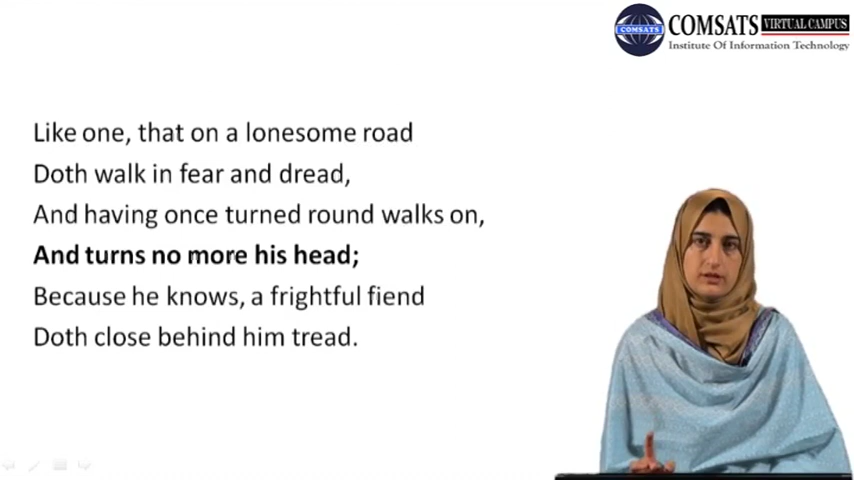 COMSATS VIRTUAL CAMPUS
COMSATS
Institute Of Information Technology
Like one, that on a lonesome road
Doth walk in fear and dread,
And having once turned round walks on,
And turns no more his head;
Because he knows, a frightful fiend
Doth close behind him tread.